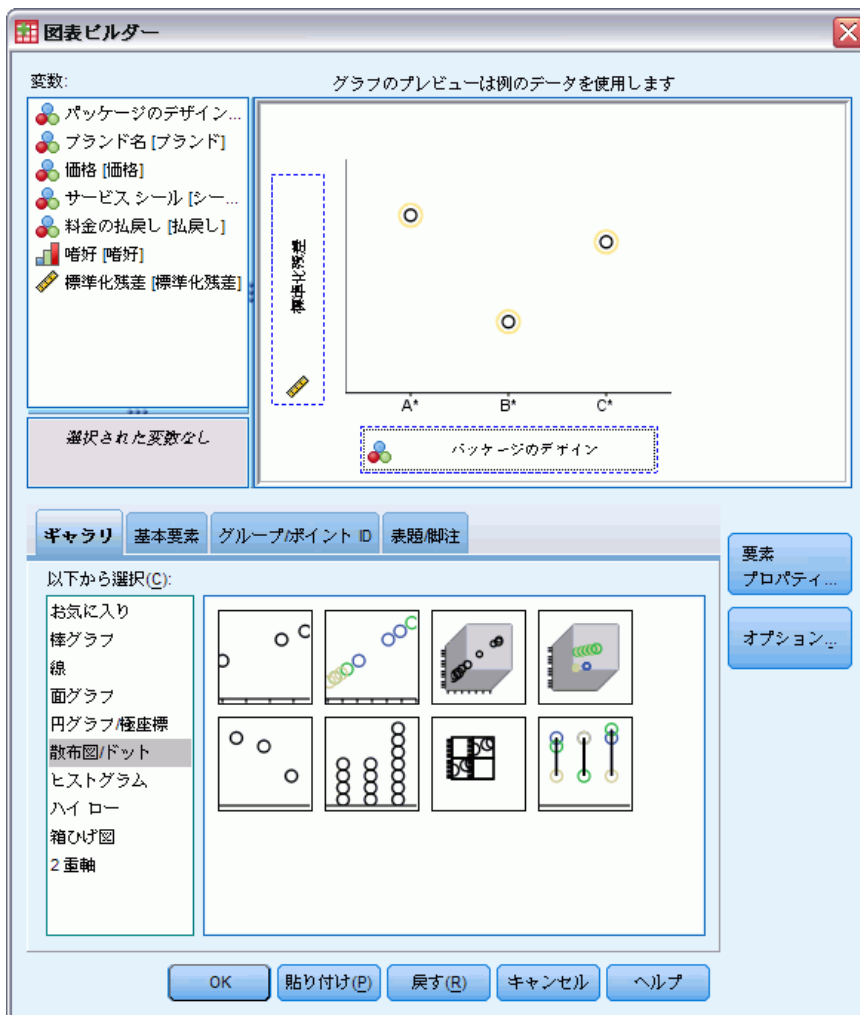 図表ビルダー
変数:
グラフのプレビューは例のデータを使用します
パッケージのデザイン...
ブランド名 [ブランド]
価格 [価格]
サービス シール [シー...
料金の払戻し [払戻し]
嗜好 [嗜好]
標準化残差 [標準化残差]
選択された変数なし
標準化残差
A* B* C*
パッケージのデザイン
ギャラリ 基本要素 グループ/ポイント ID 表題/脚注
以下から選択(C):
お気に入り
棒グラフ
線
面グラフ
円グラフ/極座標
散布図/ドット
ヒストグラム
ハイ ロー
箱ひげ図
2 重軸
要素
プロパティ...
オプション...
OK 貼り付け(P) 戻す(R) キャンセル ヘルプ